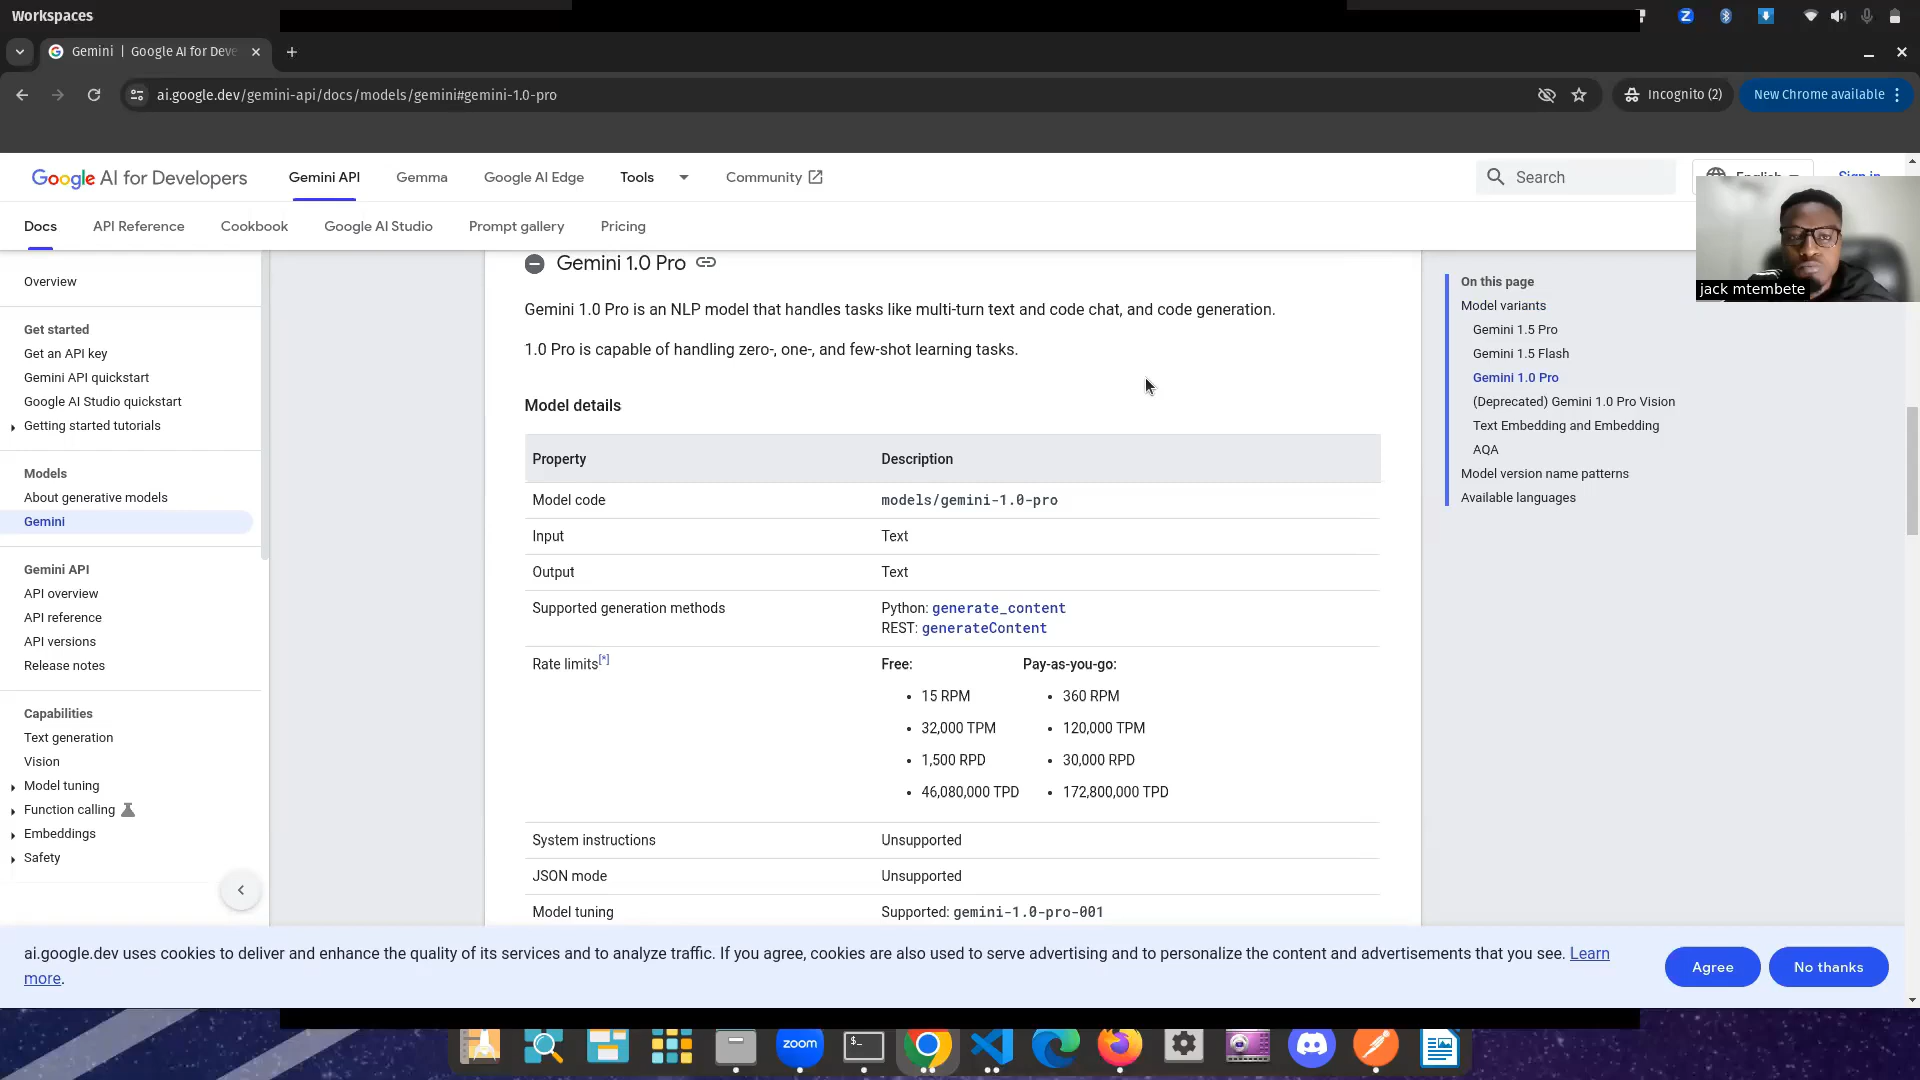 Workspaces
Gemini | Google AI for Deve
ai.google.dev/gemini-api/docs/models/gemini#gemini-1.0-pro
Incognito (2)
New Chrome available
Google AI for Developers
Gemini API
Gemma
Google AI Edge
Tools
Community
Search
English
Sign in
Docs
API Reference
Cookbook
Google AI Studio
Prompt gallery
Pricing
jack mtembete
Overview
Get started
Get an API key
Gemini API quickstart
Google AI Studio quickstart
Getting started tutorials
Models
About generative models
Gemini
Gemini API
API overview
API reference
API versions
Release notes
Capabilities
Text generation
Vision
Model tuning
Function calling
Embeddings
Safety
Gemini 1.0 Pro
Gemini 1.0 Pro is an NLP model that handles tasks like multi-turn text and code chat, and code generation.
1.0 Pro is capable of handling zero-, one-, and few-shot learning tasks.
Model details
Property Description
Model code models/gemini-1.0-pro
Input Text
Output Text
Supported generation methods Python: generate_content
REST: generateContent
Rate limits[*] Free: Pay-as-you-go:
• 15 RPM • 360 RPM
• 32,000 TPM • 120,000 TPM
• 1,500 RPD • 30,000 RPD
• 46,080,000 TPD • 172,800,000 TPD
System instructions Unsupported
JSON mode Unsupported
Model tuning Supported: gemini-1.0-pro-001
On this page
Model variants
Gemini 1.5 Pro
Gemini 1.5 Flash
Gemini 1.0 Pro
(Deprecated) Gemini 1.0 Pro Vision
Text Embedding and Embedding
AQA
Model version name patterns
Available languages
ai.google.dev uses cookies to deliver and enhance the quality of its services and to analyze traffic. If you agree, cookies are also used to serve advertising and to personalize the content and advertisements that you see. Learn
more.
Agree
No thanks
zoom
$_